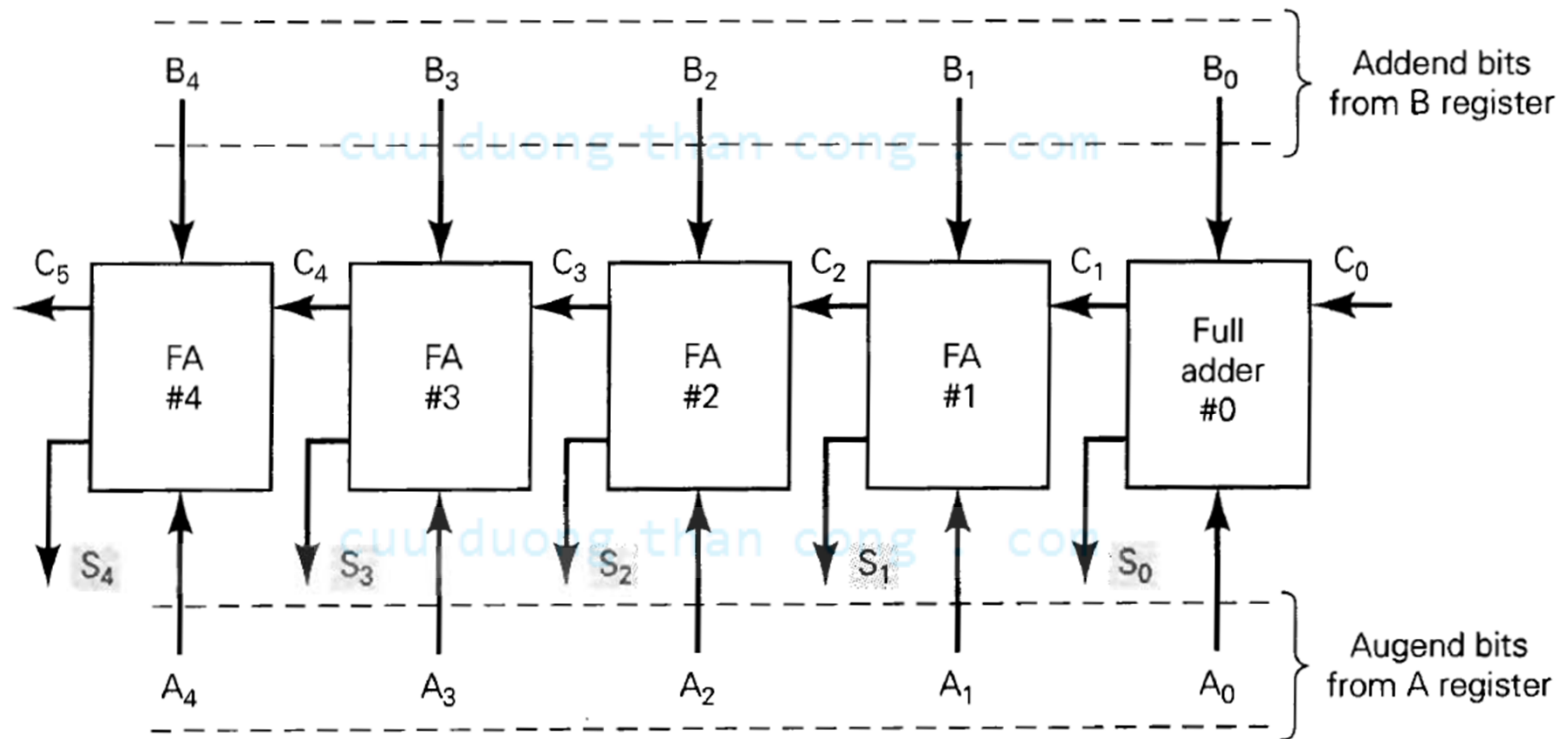 B₄ B₃ B₂ B₁ B₀
Addend bits
from B register
cuu duong than cong . com
C₅ C₄ C₃ C₂ C₁ C₀
FA
#4
FA
#3
FA
#2
FA
#1
Full
adder
#0
cuu duong than cong . com
S₄ S₃ S₂ S₁ S₀
A₄ A₃ A₂ A₁ A₀
Augend bits
from A register